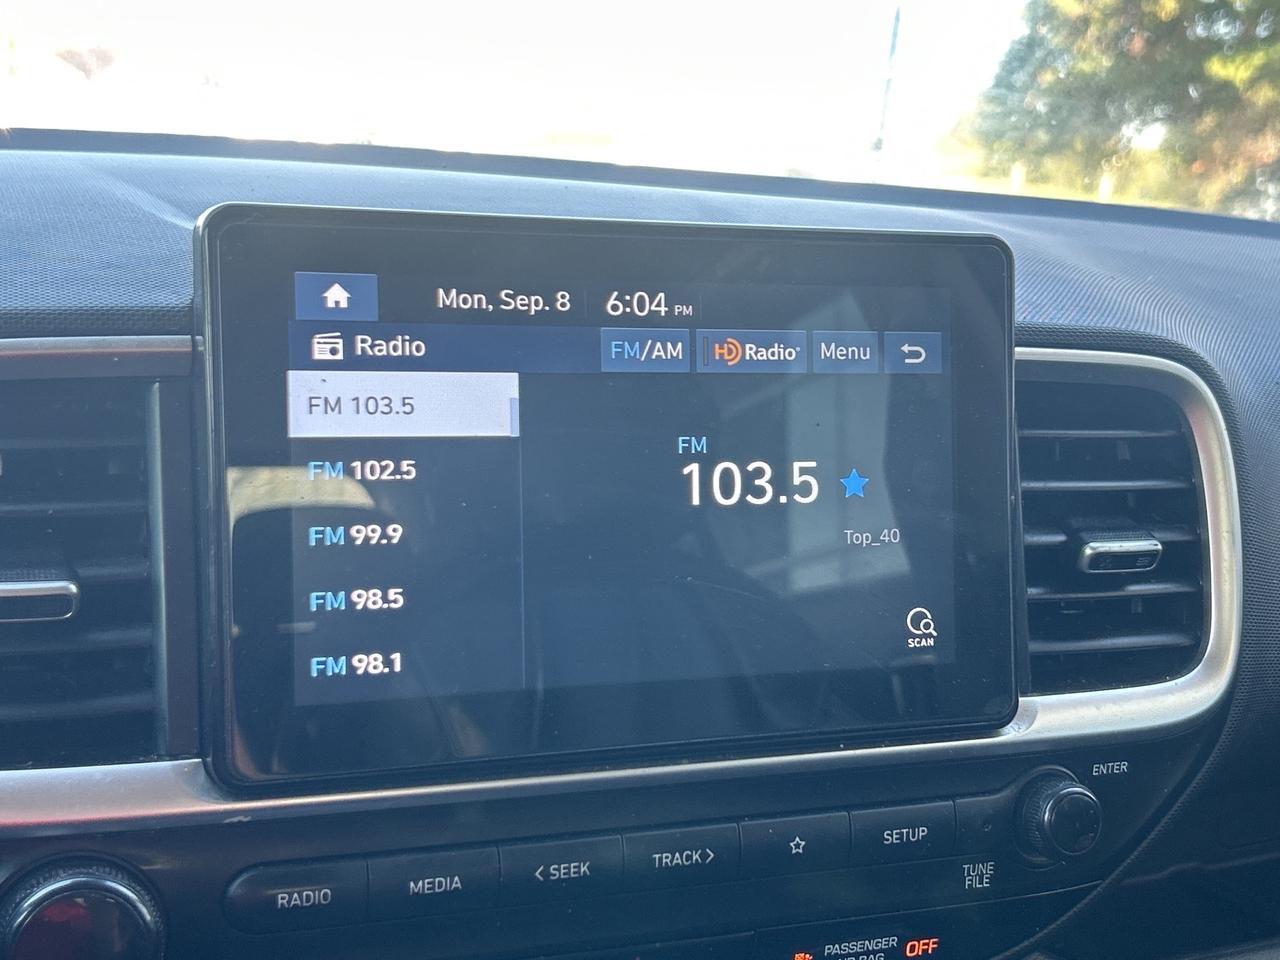 Mon, Sep. 8 6:04 PM
Radio FM/AM HD Radio® Menu
FM 103.5
FM 102.5
FM 99.9
FM 98.5
FM 98.1
FM
103.5
Top_40
SCAN
ENTER
RADIO MEDIA < SEEK TRACK > SETUP
TUNE
FILE
PASSENGER OFF
AIR BAG